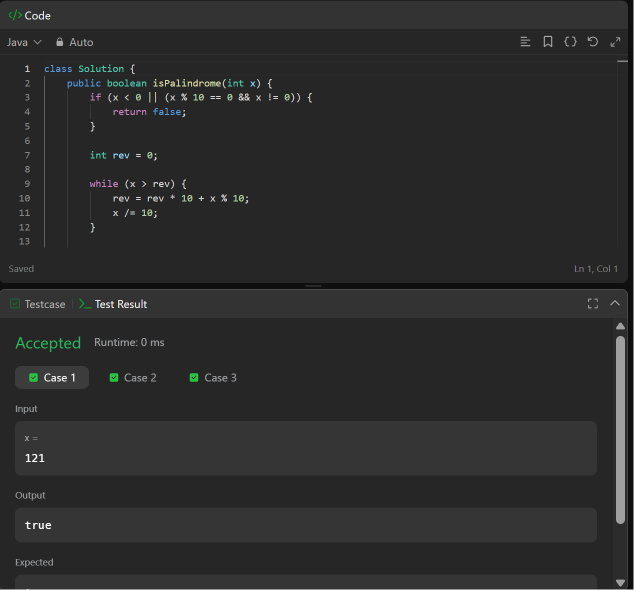 </> Code
Java Auto
1 class Solution {
2     public boolean isPalindrome(int x) {
3         if (x < 0 || (x % 10 == 0 && x != 0)) {
4             return false;
5         }
6
7         int rev = 0;
8
9         while (x > rev) {
10             rev = rev * 10 + x % 10;
11             x /= 10;
12         }
13
Saved Ln 1, Col 1
Testcase >_ Test Result
Accepted Runtime: 0 ms
Case 1 Case 2 Case 3
Input
x =
121
Output
true
Expected